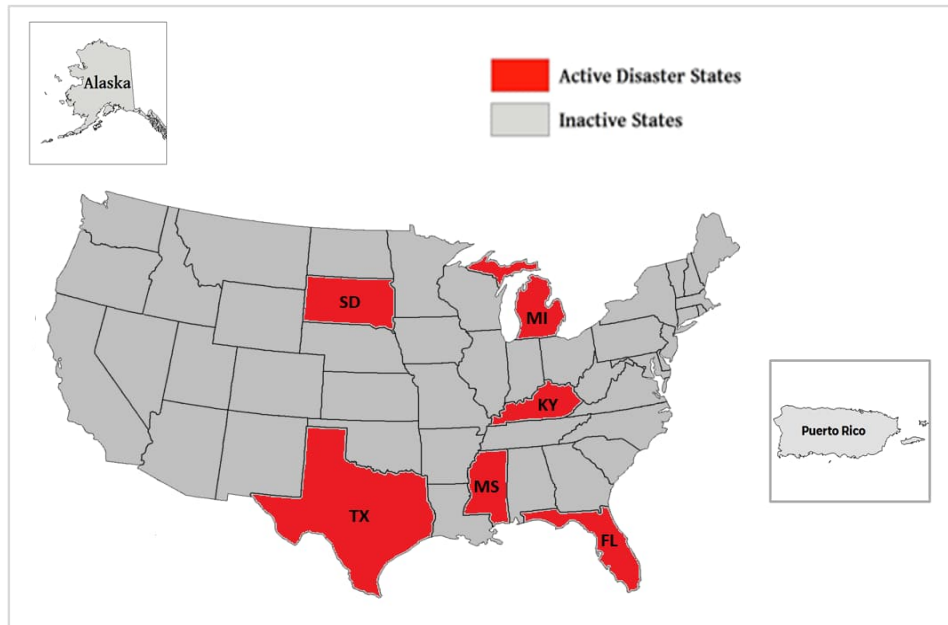 Alaska
Active Disaster States
Inactive States
SD
MI
KY
Puerto Rico
MS
TX
FL